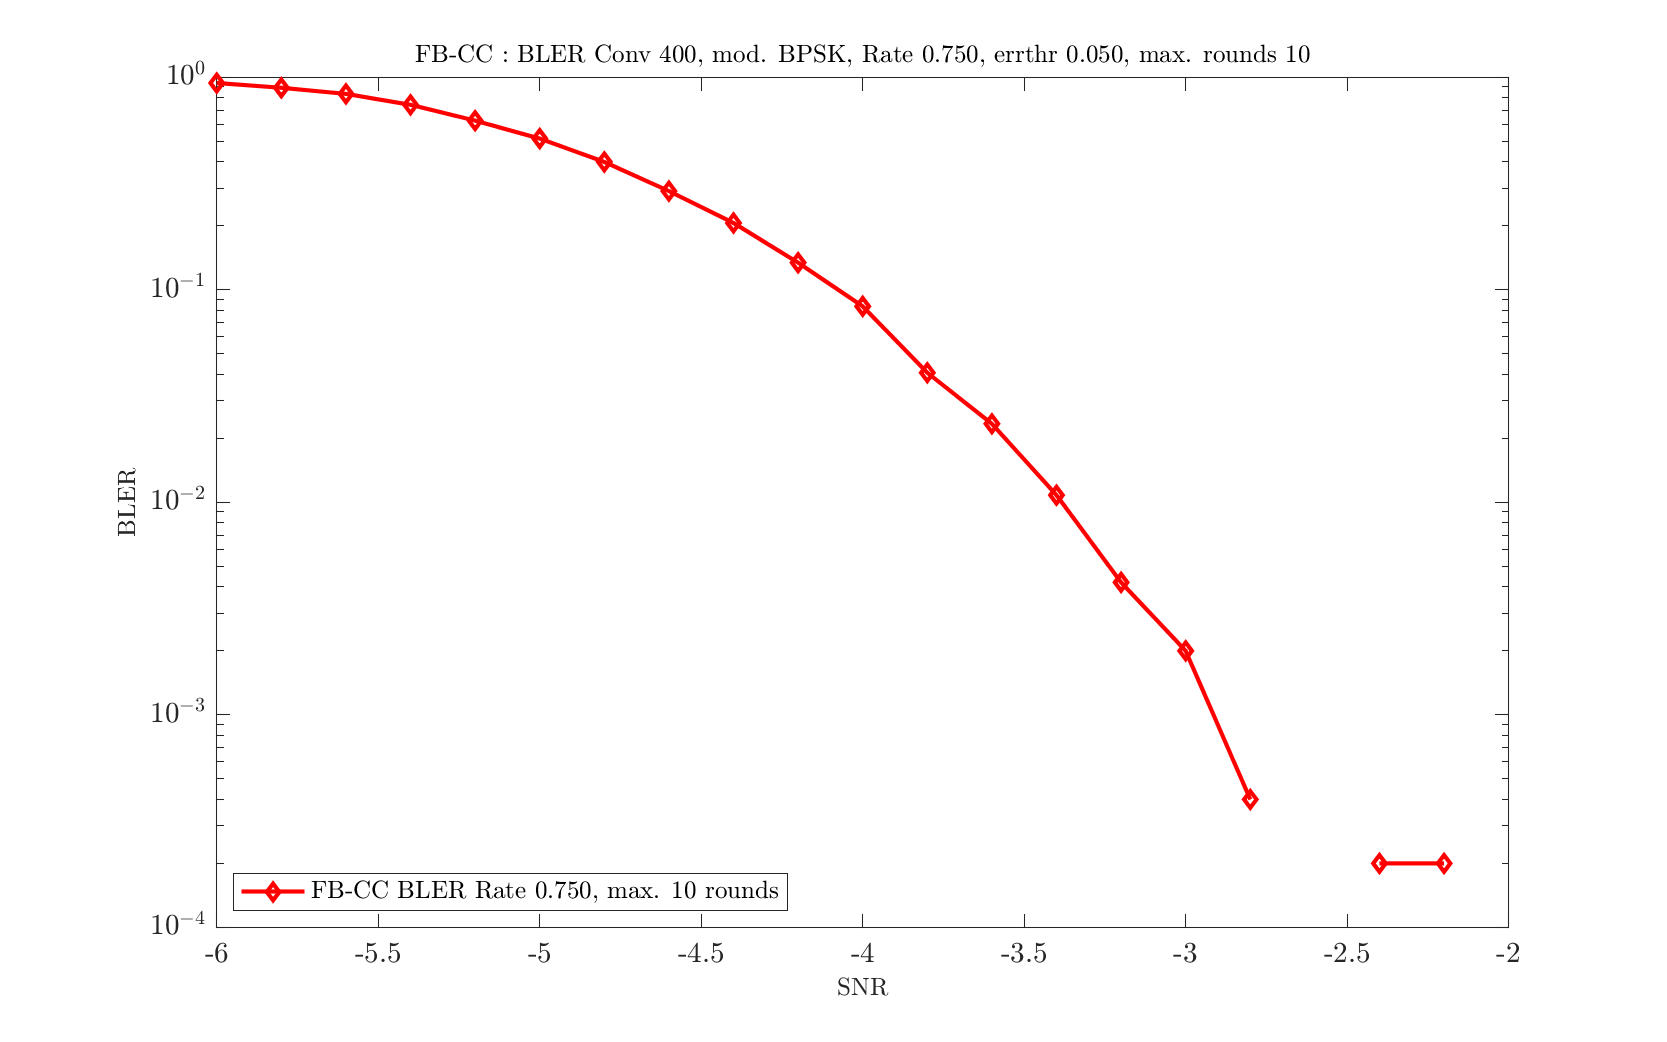 FB-CC : BLER Conv 400, mod. BPSK, Rate 0.750, errthr 0.050, max. rounds 10
10⁰
10⁻¹
10⁻²
10⁻³
10⁻⁴
BLER
FB-CC BLER Rate 0.750, max. 10 rounds
-6 -5.5 -5 -4.5 -4 -3.5 -3 -2.5 -2
SNR